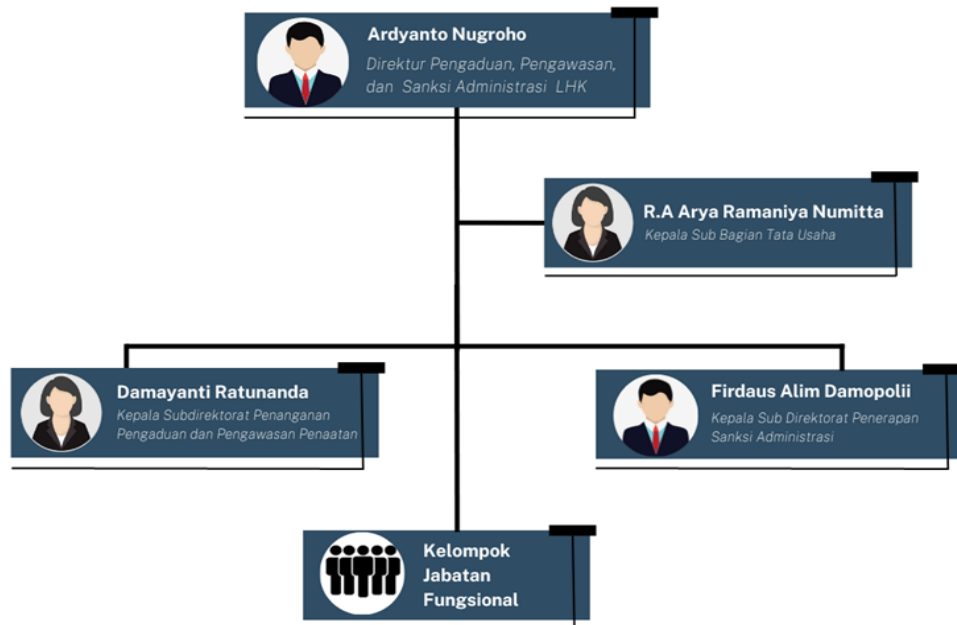 Ardyanto Nugroho
Direktur Pengaduan, Pengawasan,
dan Sanksi Administrasi LHK
R.A Arya Ramaniya Numitta
Kepala Sub Bagian Tata Usaha
Damayanti Ratunanda
Kepala Subdirektorat Penanganan
Pengaduan dan Pengawasan Penaatan
Firdaus Alim Damopolii
Kepala Sub Direktorat Penerapan
Sanksi Administrasi
Kelompok
Jabatan
Fungsional